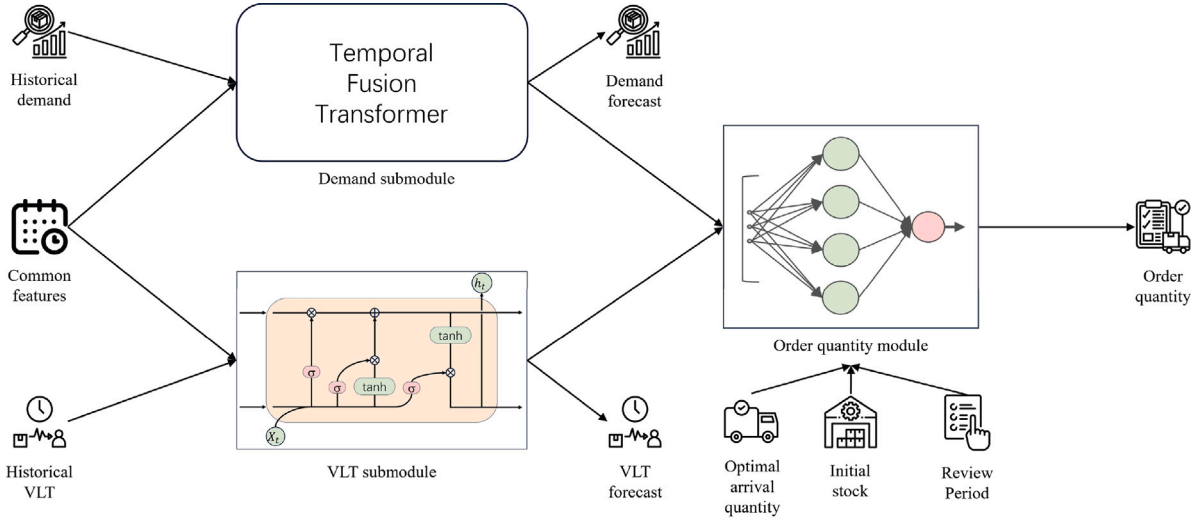 Historical
demand
Temporal
Fusion
Transformer
Demand
forecast
Demand submodule
Common
features
h_t
tanh
σ
σ
tanh
σ
X_t
Order quantity module
Order
quantity
Historical
VLT
VLT submodule
VLT
forecast
Optimal
arrival
quantity
Initial
stock
Review
Period